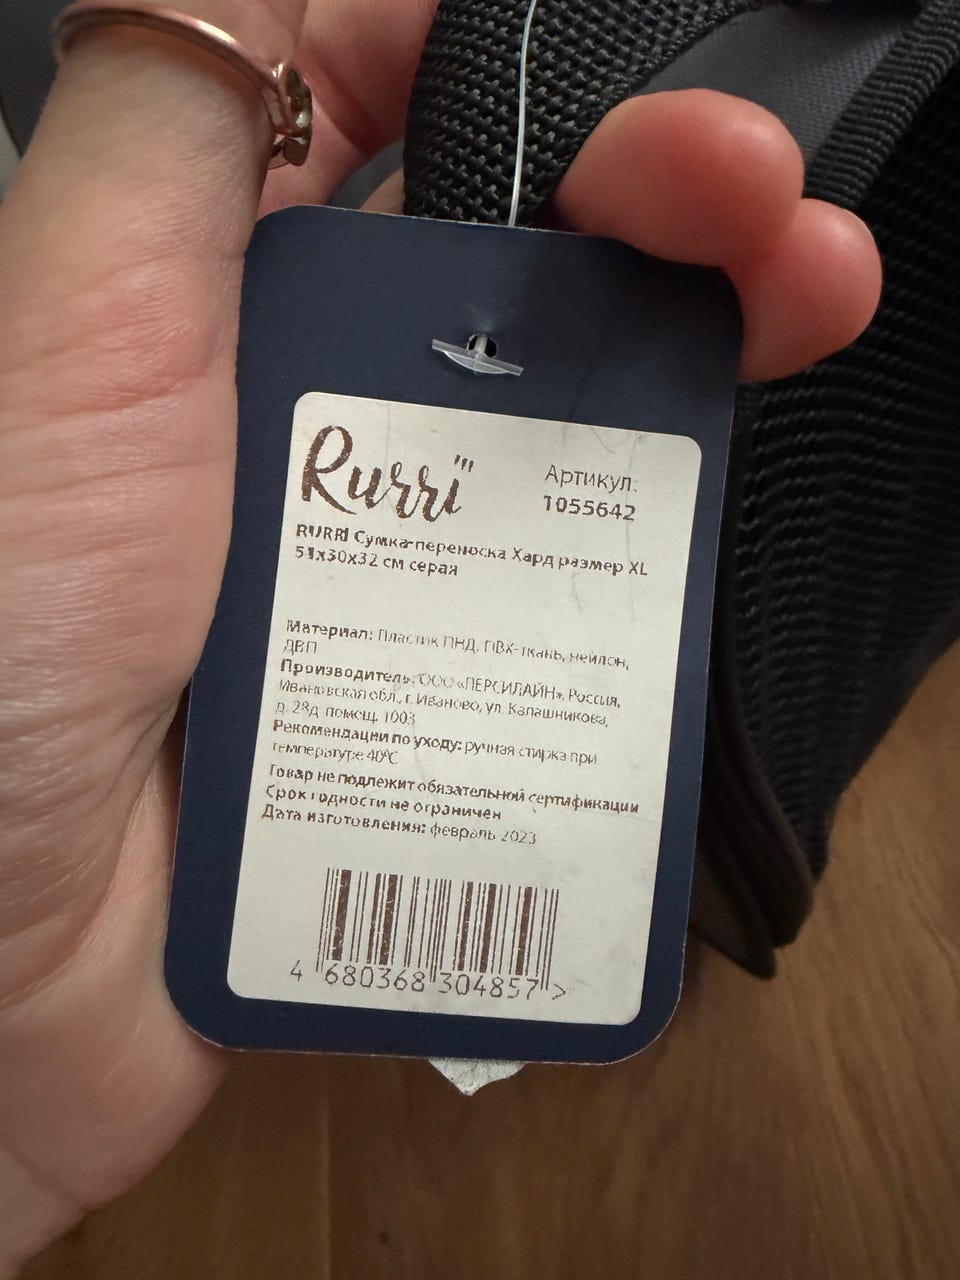 Rurri'''
Артикул:
1055642
RURRI Сумка-переноска Хард размер XL
51х30х32 см серая
Материал: Пластик ПНД, ПВХ-ткань, нейлон,
ДВП
Производитель: ООО «ПЕРСИЛАЙН», Россия,
Ивановская обл., г. Иваново, ул. Калашникова,
д. 28д помещ. 1003
Рекомендации по уходу: ручная стирка при
температуре 40°С
Товар не подлежит обязательной сертификации
Срок годности не ограничен
Дата изготовления: февраль 2023
4 680368 304857 >